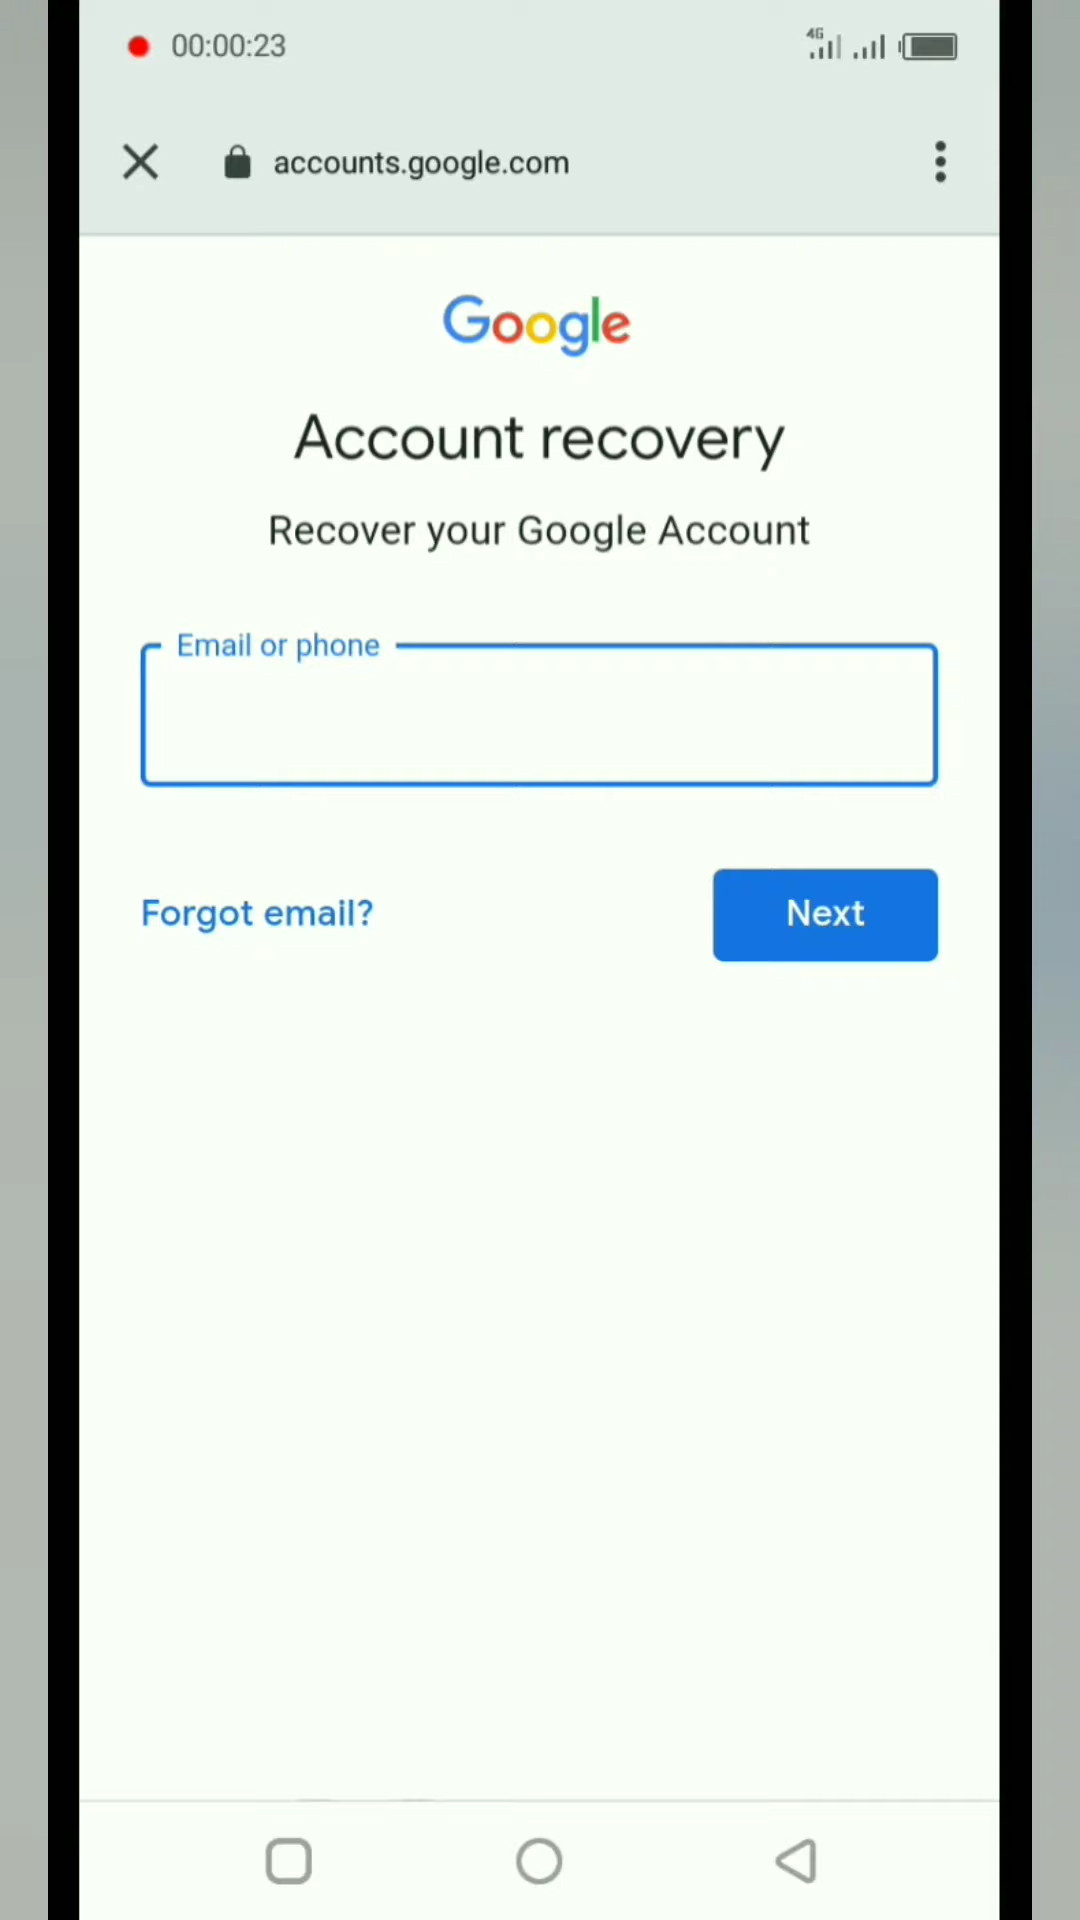 00:00:23
4G
accounts.google.com
Google
Account recovery
Recover your Google Account
Email or phone
Forgot email?
Next